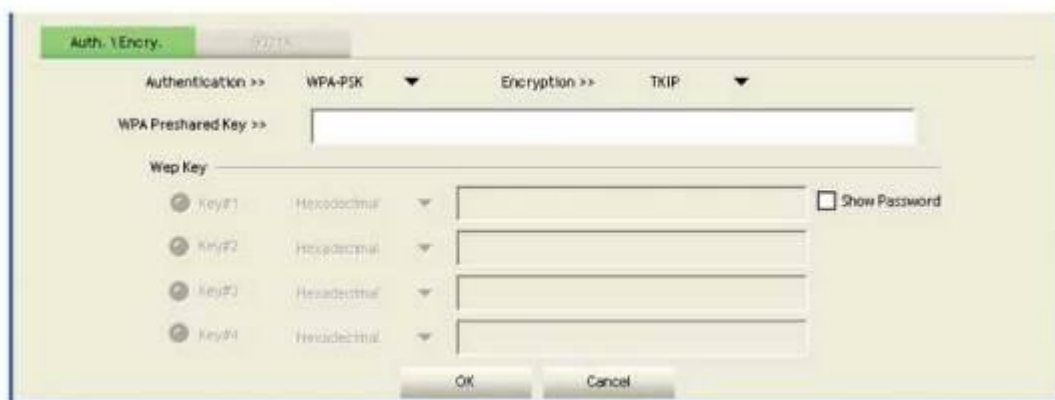 Auth. \ Encry.
Authentication >> WPA-PSK Encryption >> TKIP
WPA Preshared Key >>
Wep Key
Key#1 Hexadecimal Show Password
Key#2 Hexadecimal
Key#3 Hexadecimal
Key#4 Hexadecimal
OK Cancel